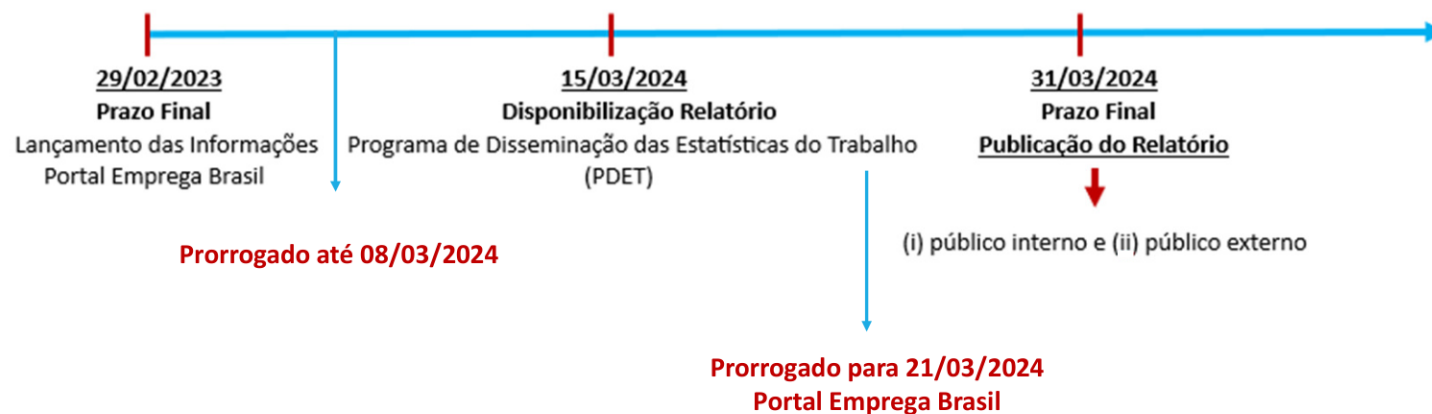 29/02/2023
Prazo Final
Lançamento das Informações
Portal Emprega Brasil
Prorrogado até 08/03/2024
15/03/2024
Disponibilização Relatório
Programa de Disseminação das Estatísticas do Trabalho
(PDET)
Prorrogado para 21/03/2024
Portal Emprega Brasil
31/03/2024
Prazo Final
Publicação do Relatório
(i) público interno e (ii) público externo